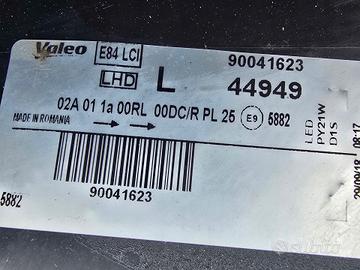 Valeo
E84 LCI
90041623
LHD
L
44949
02A 01 1a 00RL 00DC/R PL 25 E9 5882
MADE IN ROMANIA
LED
PY21W
D1S
90041623
5882